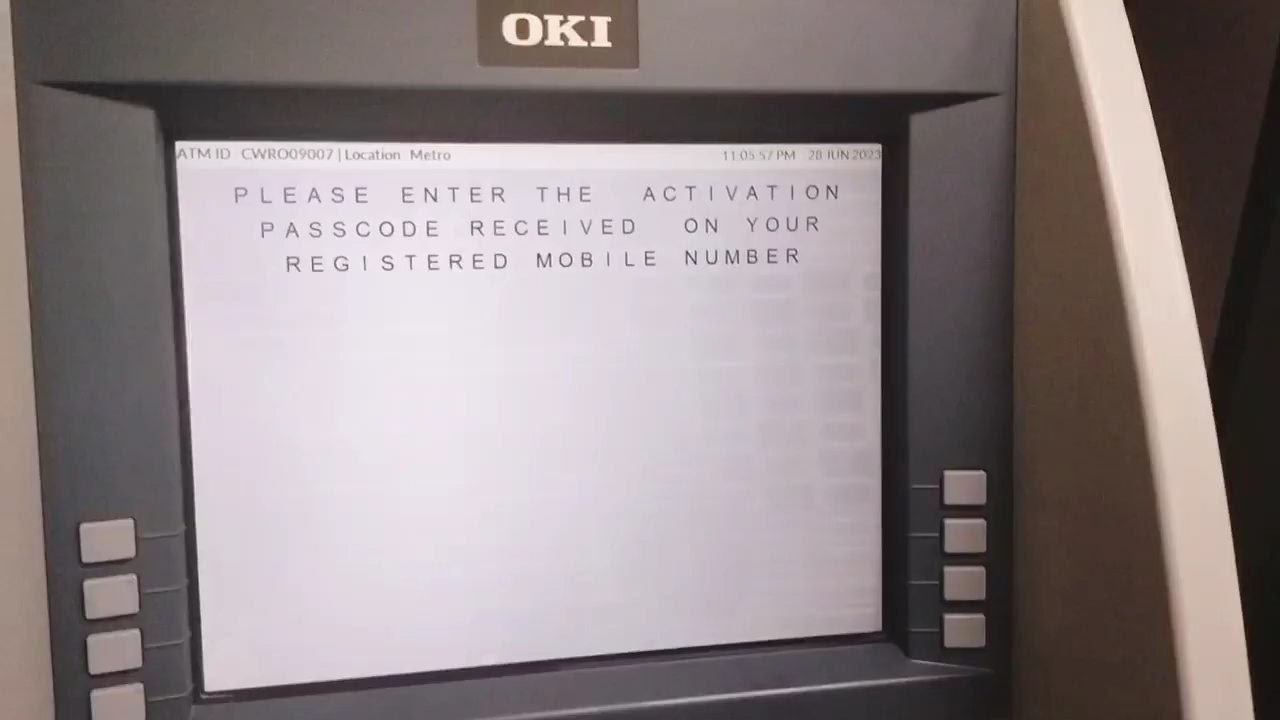 OKI
ATM ID CWRO09007 | Location Metro 11:05:57 PM 28 JUN 2023
PLEASE ENTER THE ACTIVATION
PASSCODE RECEIVED ON YOUR
REGISTERED MOBILE NUMBER